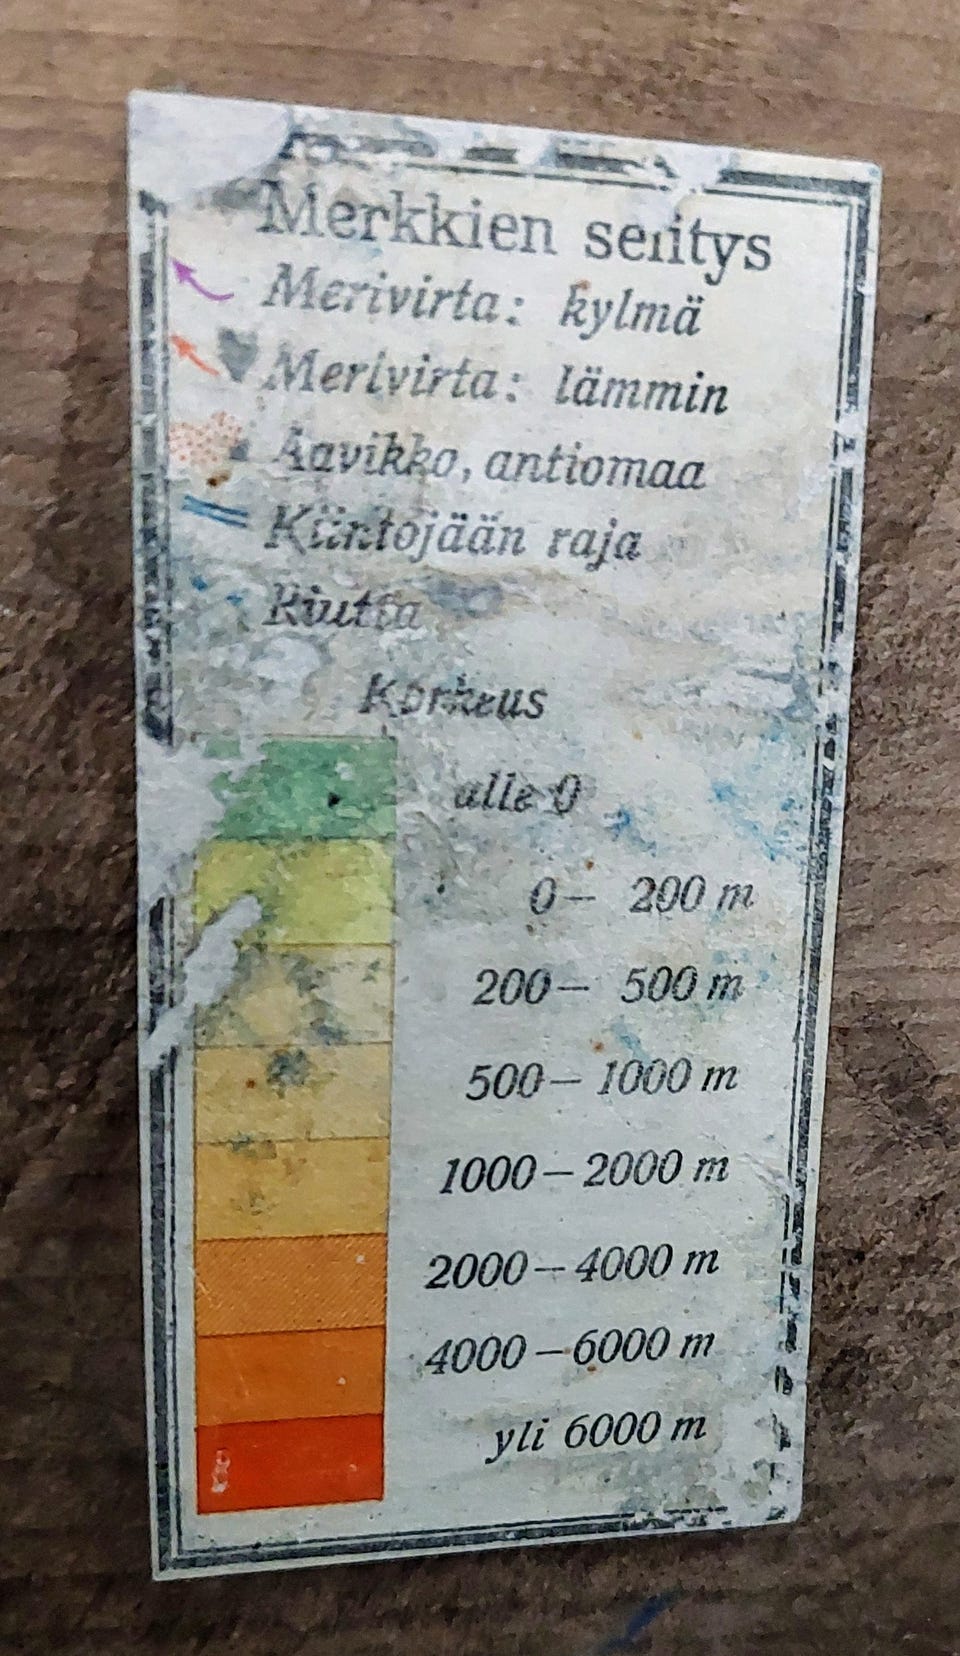 Merkkien selitys
Merivirta: kylmä
Merivirta: lämmin
Aavikko, antiomaa
Kiintojään raja
Riutta
Korkeus
alle 0
0 – 200 m
200 – 500 m
500 – 1000 m
1000 – 2000 m
2000 – 4000 m
4000 – 6000 m
yli 6000 m